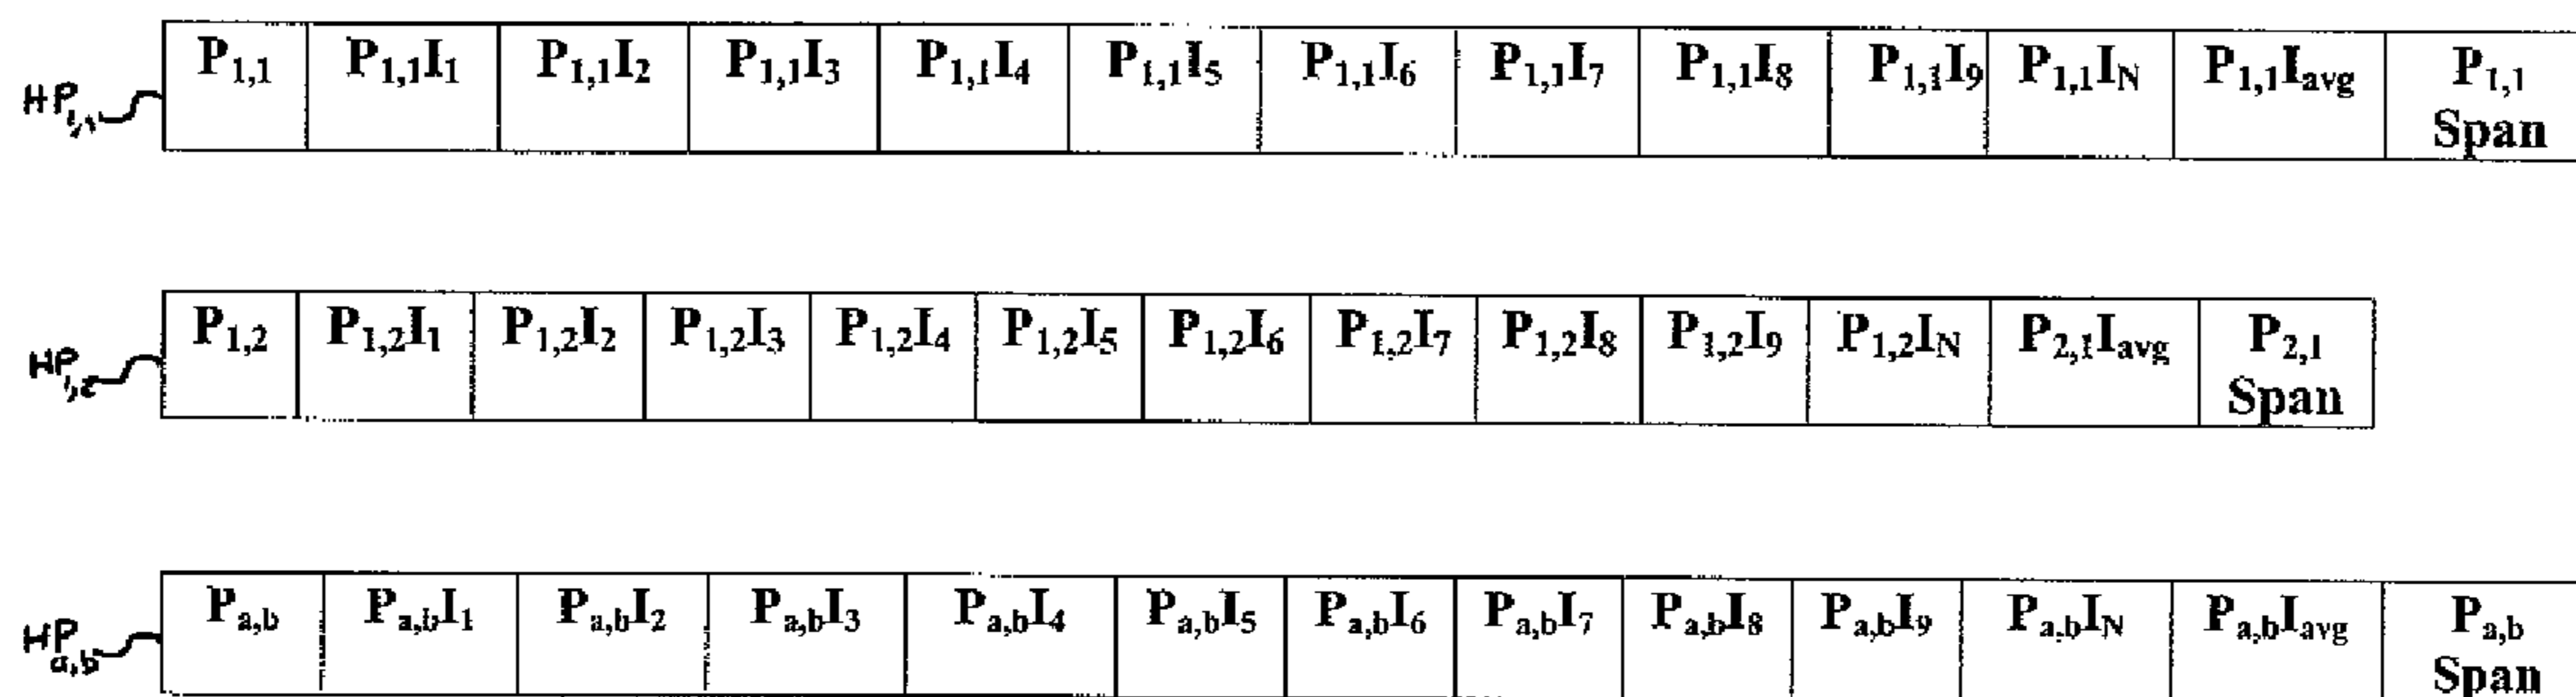 HP1,1 P1,1 P1,1I1 P1,1I2 P1,1I3 P1,1I4 P1,1I5 P1,1I6 P1,1I7 P1,1I8 P1,1I9 P1,1IN P1,1Iavg P1,1
Span
HP1,2 P1,2 P1,2I1 P1,2I2 P1,2I3 P1,2I4 P1,2I5 P1,2I6 P1,2I7 P1,2I8 P1,2I9 P1,2IN P2,1Iavg P2,1
Span
HPa,b Pa,b Pa,bI1 Pa,bI2 Pa,bI3 Pa,bI4 Pa,bI5 Pa,bI6 Pa,bI7 Pa,bI8 Pa,bI9 Pa,bIN Pa,bIavg Pa,b
Span